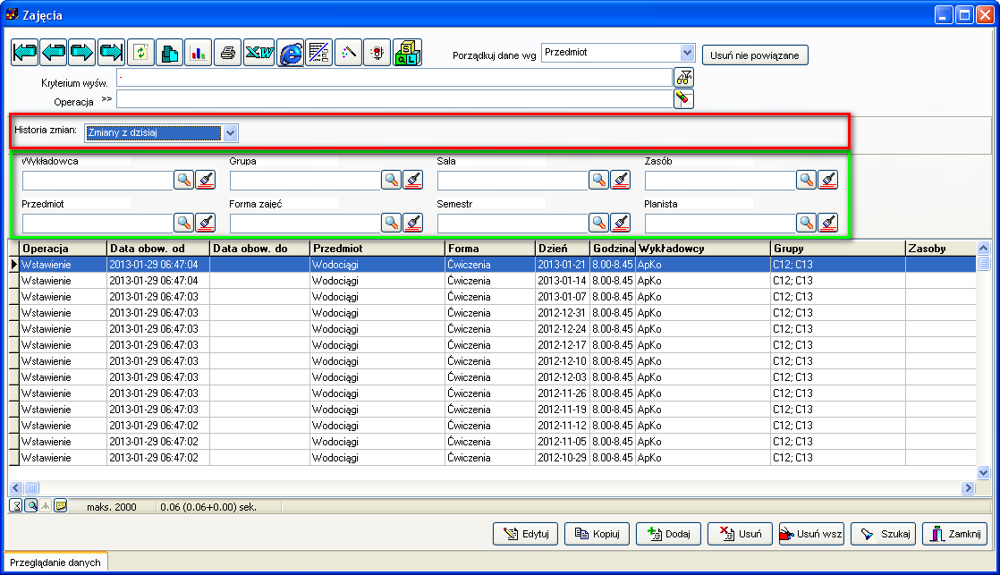 Zajęcia
XW
S
Q L
Porządkuj dane wg Przedmiot Usuń nie powiązane
Kryterium wyśw.
Operacja >>
Historia zmian: Zmiany z dzisiaj
Wykładowca Grupa Sala Zasób
Przedmiot Forma zajęć Semestr Planista
Operacja Data obow. od Data obow. do Przedmiot Forma Dzień Godzina Wykładowcy Grupy Zasoby
Wstawienie 2013-01-29 06:47:04 Wodociągi Ćwiczenia 2013-01-21 8.00-8.45 ApKo C12; C13
Wstawienie 2013-01-29 06:47:04 Wodociągi Ćwiczenia 2013-01-14 8.00-8.45 ApKo C12; C13
Wstawienie 2013-01-29 06:47:03 Wodociągi Ćwiczenia 2013-01-07 8.00-8.45 ApKo C12; C13
Wstawienie 2013-01-29 06:47:03 Wodociągi Ćwiczenia 2012-12-31 8.00-8.45 ApKo C12; C13
Wstawienie 2013-01-29 06:47:03 Wodociągi Ćwiczenia 2012-12-24 8.00-8.45 ApKo C12; C13
Wstawienie 2013-01-29 06:47:03 Wodociągi Ćwiczenia 2012-12-17 8.00-8.45 ApKo C12; C13
Wstawienie 2013-01-29 06:47:03 Wodociągi Ćwiczenia 2012-12-10 8.00-8.45 ApKo C12; C13
Wstawienie 2013-01-29 06:47:03 Wodociągi Ćwiczenia 2012-12-03 8.00-8.45 ApKo C12; C13
Wstawienie 2013-01-29 06:47:03 Wodociągi Ćwiczenia 2012-11-26 8.00-8.45 ApKo C12; C13
Wstawienie 2013-01-29 06:47:03 Wodociągi Ćwiczenia 2012-11-19 8.00-8.45 ApKo C12; C13
Wstawienie 2013-01-29 06:47:02 Wodociągi Ćwiczenia 2012-11-12 8.00-8.45 ApKo C12; C13
Wstawienie 2013-01-29 06:47:02 Wodociągi Ćwiczenia 2012-11-05 8.00-8.45 ApKo C12; C13
Wstawienie 2013-01-29 06:47:02 Wodociągi Ćwiczenia 2012-10-29 8.00-8.45 ApKo C12; C13
maks. 2000 0.06 (0.06+0.00) sek.
Edytuj Kopiuj Dodaj Usuń Usuń wsz Szukaj Zamknij
Przeglądanie danych